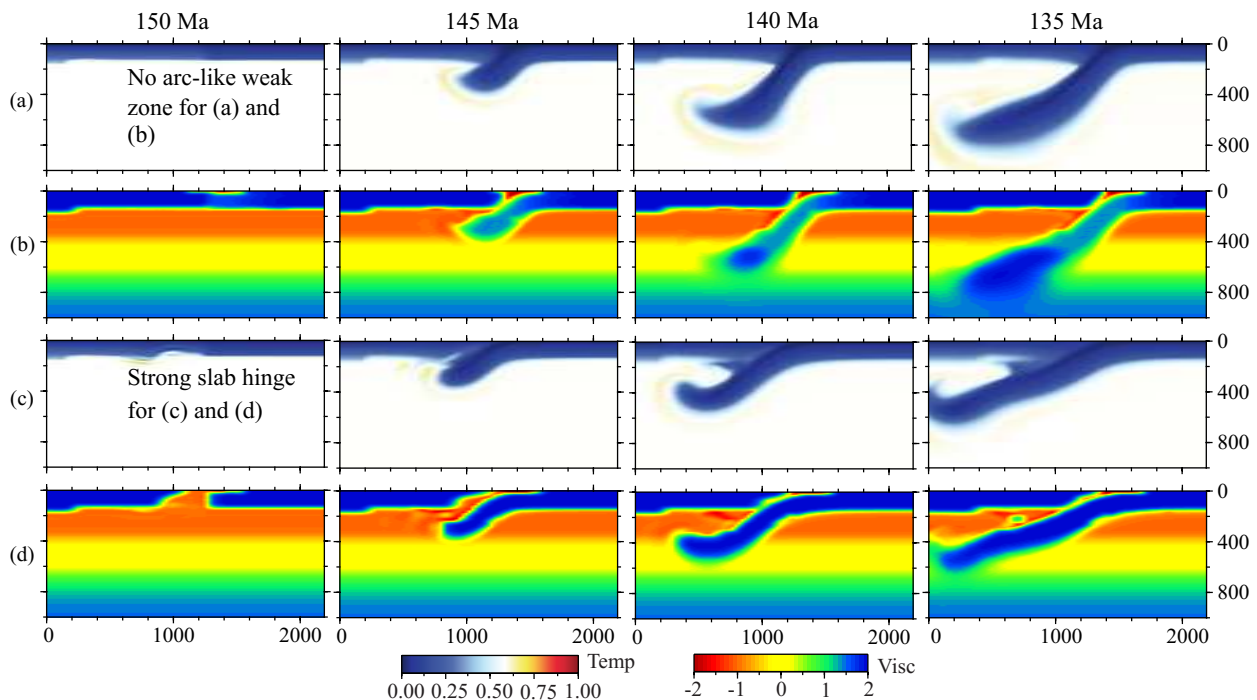 150 Ma 145 Ma 140 Ma 135 Ma
0
(a)
No arc-like weak
zone for (a) and
(b)
400
800
0
(b)
400
800
0
(c)
Strong slab hinge
for (c) and (d)
400
800
0
(d)
400
800
0 1000 2000 0 1000 2000 0 1000 2000 0 1000 2000
Temp
0.00 0.25 0.50 0.75 1.00
Visc
-2 -1 0 1 2